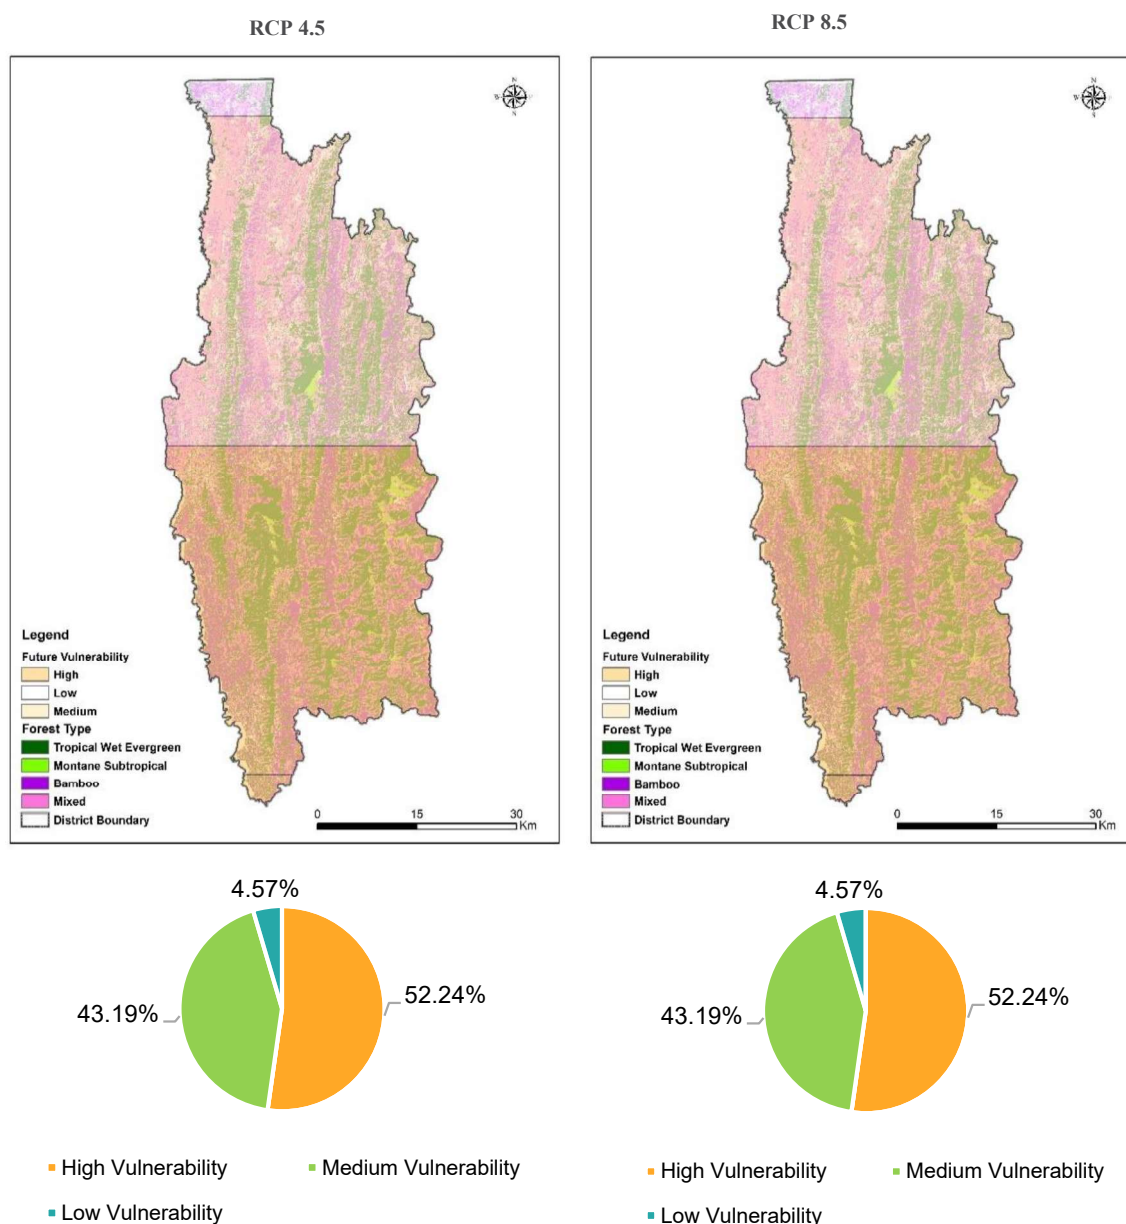 RCP 4.5
RCP 8.5
N
W
S
Legend
Future Vulnerability
High
Low
Medium
Forest Type
Tropical Wet Evergreen
Montane Subtropical
Bamboo
Mixed
District Boundary
0 15 30
Km
N
W
S
Legend
Future Vulnerability
High
Low
Medium
Forest Type
Tropical Wet Evergreen
Montane Subtropical
Bamboo
Mixed
District Boundary
0 15 30
Km
4.57%
43.19%
52.24%
High Vulnerability Medium Vulnerability
Low Vulnerability
4.57%
43.19%
52.24%
High Vulnerability Medium Vulnerability
Low Vulnerability